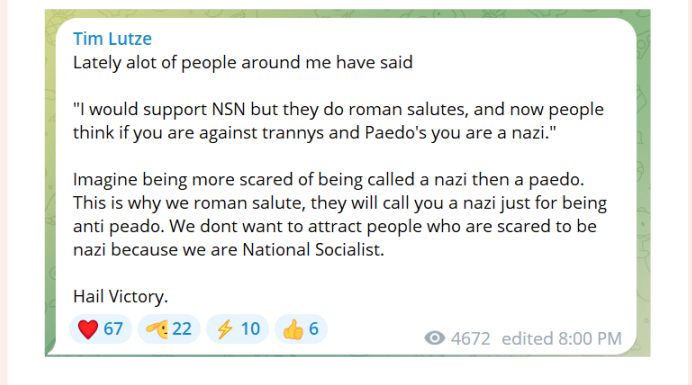 Tim Lutze
Lately alot of people around me have said
"I would support NSN but they do roman salutes, and now people
think if you are against trannys and Paedo's you are a nazi."
Imagine being more scared of being called a nazi then a paedo.
This is why we roman salute, they will call you a nazi just for being
anti peado. We dont want to attract people who are scared to be
nazi because we are National Socialist.
Hail Victory.
67 22 10 6
4672 edited 8:00 PM